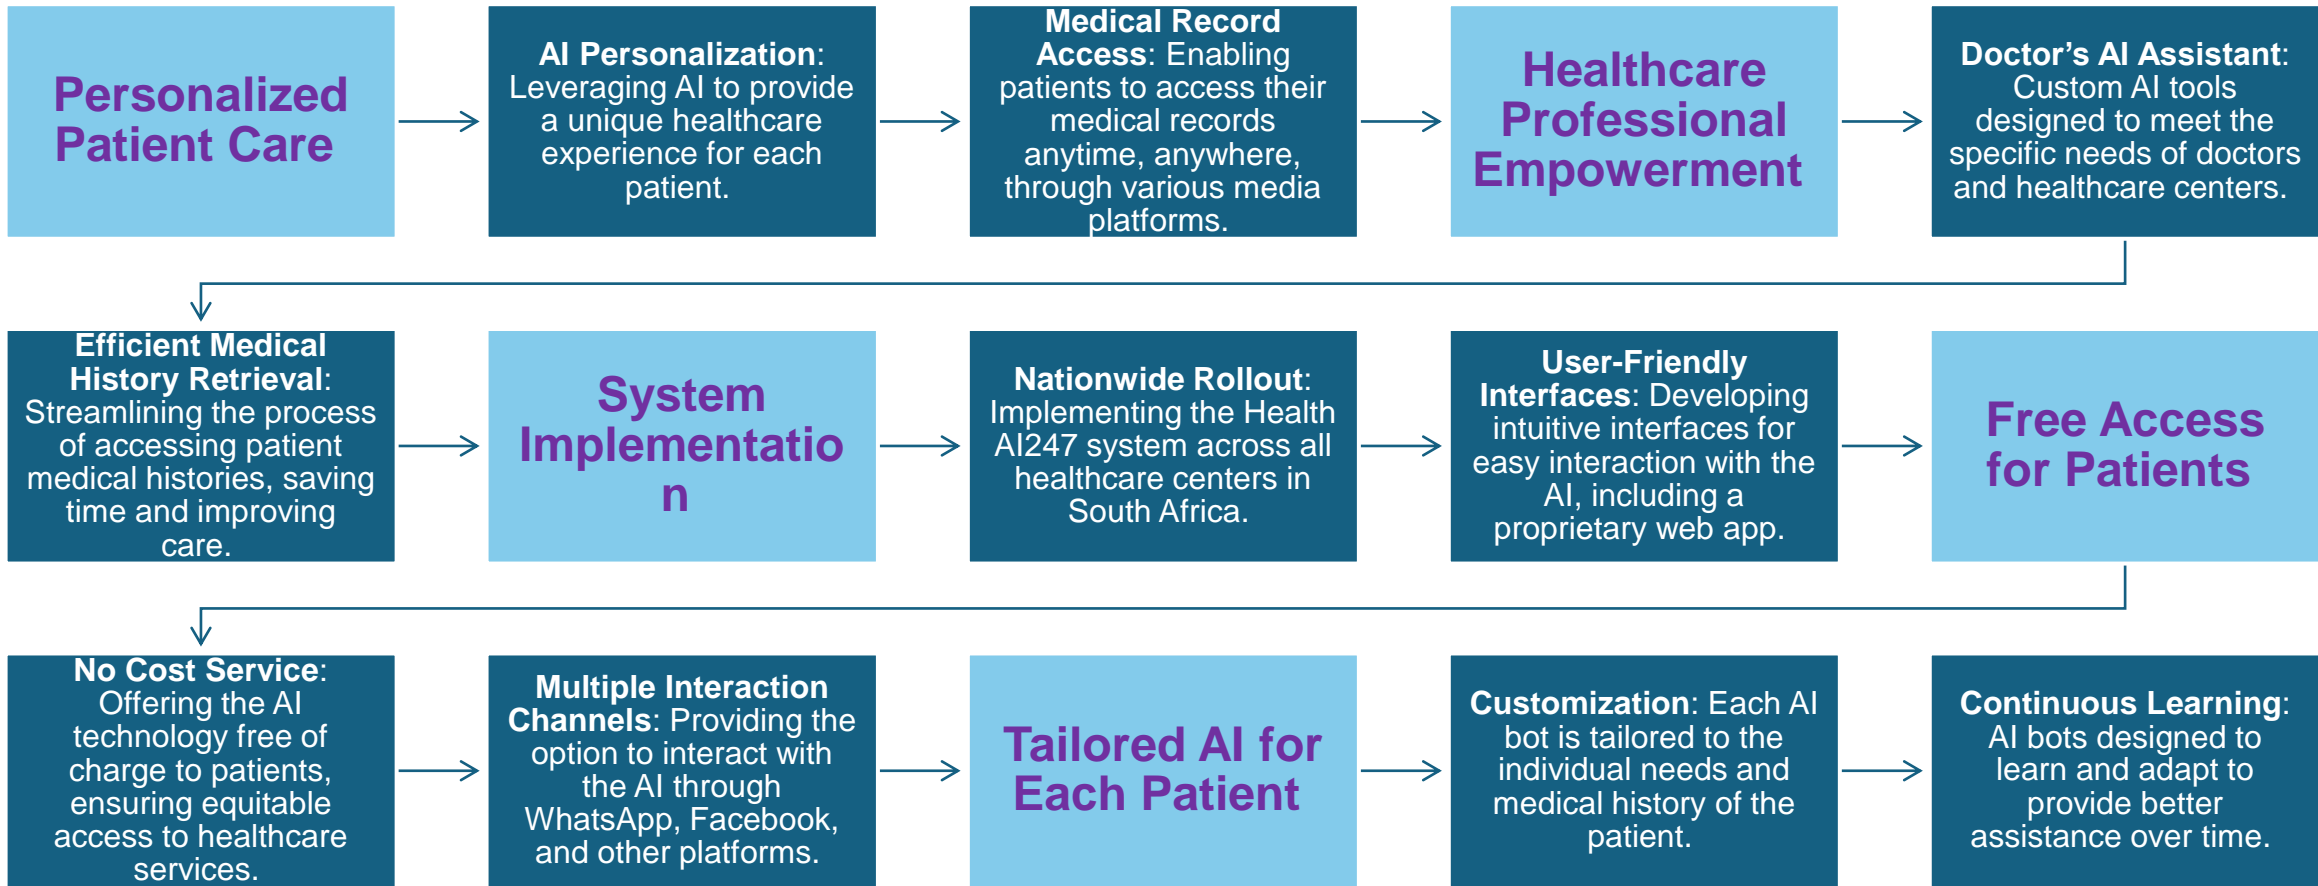 Personalized
Patient Care
AI Personalization:
Leveraging AI to provide
a unique healthcare
experience for each
patient.
Medical Record
Access: Enabling
patients to access their
medical records
anytime, anywhere,
through various media
platforms.
Healthcare
Professional
Empowerment
Doctor’s AI Assistant:
Custom AI tools
designed to meet the
specific needs of doctors
and healthcare centers.
Efficient Medical
History Retrieval:
Streamlining the process
of accessing patient
medical histories, saving
time and improving
care.
System
Implementatio
n
Nationwide Rollout:
Implementing the Health
AI247 system across all
healthcare centers in
South Africa.
User-Friendly
Interfaces: Developing
intuitive interfaces for
easy interaction with the
AI, including a
proprietary web app.
Free Access
for Patients
No Cost Service:
Offering the AI
technology free of
charge to patients,
ensuring equitable
access to healthcare
services.
Multiple Interaction
Channels: Providing the
option to interact with
the AI through
WhatsApp, Facebook,
and other platforms.
Tailored AI for
Each Patient
Customization: Each AI
bot is tailored to the
individual needs and
medical history of the
patient.
Continuous Learning:
AI bots designed to
learn and adapt to
provide better
assistance over time.